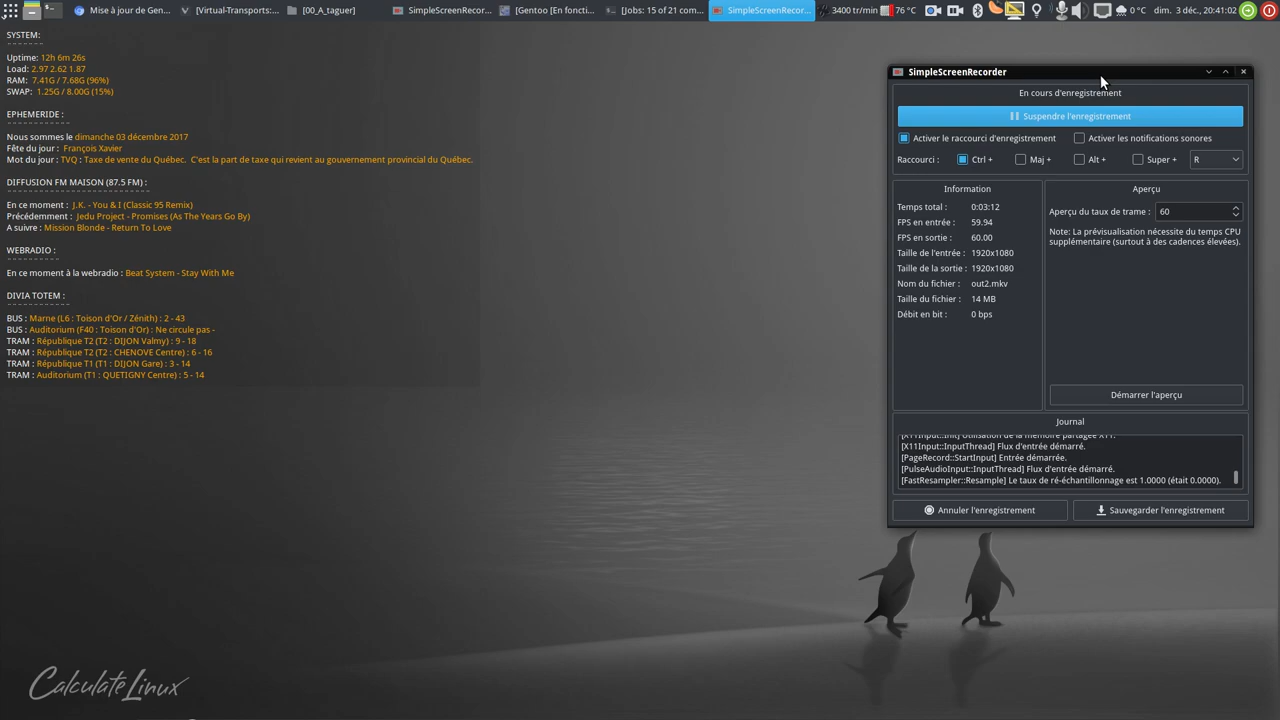 Mise à jour de Gen...
[Virtual-Transports:...
[00_A_taguer]
SimpleScreenRecor...
[Gentoo [En foncti...
[Jobs: 15 of 21 com...
SimpleScreenRecor...
3400 tr/min
76 °C
0 °C
dim. 3 déc., 20:41:02
SYSTEM:
Uptime: 12h 6m 26s
Load: 2.97 2.62 1.87
RAM: 7.41G / 7.68G (96%)
SWAP: 1.25G / 8.00G (15%)
EPHEMERIDE :
Nous sommes le dimanche 03 décembre 2017
Fête du jour : François Xavier
Mot du jour : TVQ : Taxe de vente du Québec. C'est la part de taxe qui revient au gouvernement provincial du Québec.
DIFFUSION FM MAISON (87.5 FM) :
En ce moment : J.K. - You & I (Classic 95 Remix)
Précédemment : Jedu Project - Promises (As The Years Go By)
A suivre : Mission Blonde - Return To Love
WEBRADIO :
En ce moment à la webradio : Beat System - Stay With Me
DIVIA TOTEM :
BUS : Marne (L6 : Toison d'Or / Zénith) : 2 - 43
BUS : Auditorium (F40 : Toison d'Or) : Ne circule pas -
TRAM : République T2 (T2 : DIJON Valmy) : 9 - 18
TRAM : République T2 (T2 : CHENOVE Centre) : 6 - 16
TRAM : République T1 (T1 : DIJON Gare) : 3 - 14
TRAM : Auditorium (T1 : QUETIGNY Centre) : 5 - 14
SimpleScreenRecorder
En cours d'enregistrement
Suspendre l'enregistrement
Activer le raccourci d'enregistrement
Activer les notifications sonores
Raccourci :
Ctrl +
Maj +
Alt +
Super +
R
Information
Temps total : 0:03:12
FPS en entrée : 59.94
FPS en sortie : 60.00
Taille de l'entrée : 1920x1080
Taille de la sortie : 1920x1080
Nom du fichier : out2.mkv
Taille du fichier : 14 MB
Débit en bit : 0 bps
Aperçu
Aperçu du taux de trame : 60
Note: La prévisualisation nécessite du temps CPU
supplémentaire (surtout à des cadences élevées).
Démarrer l'aperçu
Journal
[X11Input::Init] Utilisation de la mémoire partagée X11.
[X11Input::InputThread] Flux d'entrée démarré.
[PageRecord::StartInput] Entrée démarrée.
[PulseAudioInput::InputThread] Flux d'entrée démarré.
[FastResampler::Resample] Le taux de ré-échantillonnage est 1.0000 (était 0.0000).
Annuler l'enregistrement
Sauvegarder l'enregistrement
Calculate Linux